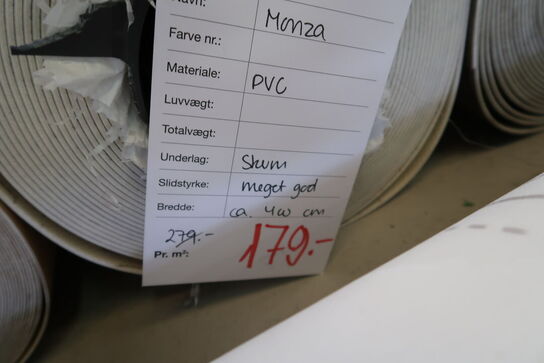 Navn: Monza
Farve nr.:
Materiale: PVC
Luvvægt:
Totalvægt:
Underlag: Skum
Slidstyrke: meget god
Bredde: ca. 400 cm
279.-
Pr. m²: 179.-